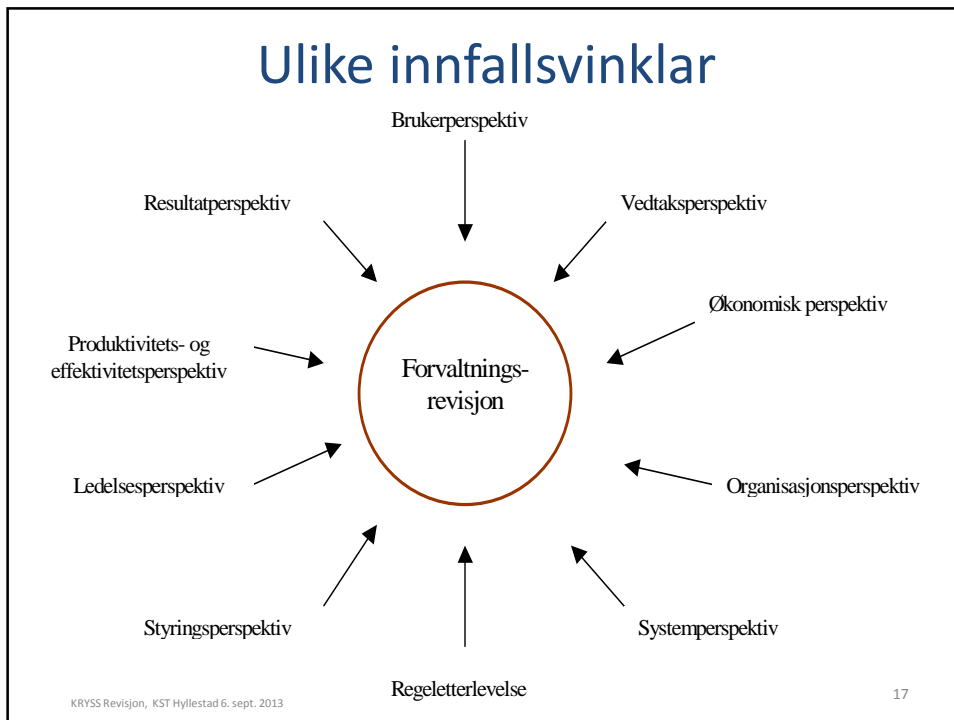 Ulike innfallsvinklar
Brukerperspektiv
Resultatperspektiv
Vedtaksperspektiv
Økonomisk perspektiv
Produktivitets- og
effektivitetsperspektiv
Forvaltnings-
revisjon
Ledelsesperspektiv
Organisasjonsperspektiv
Styringsperspektiv
Systemperspektiv
Regeletterlevelse
KRYSS Revisjon, KST Hyllestad 6. sept. 2013
17